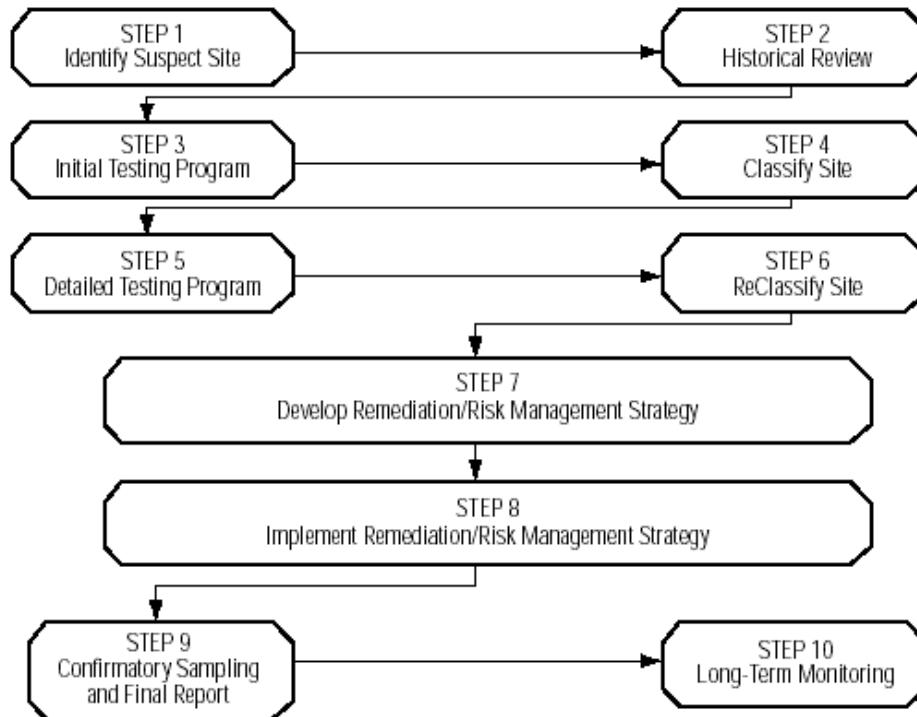 STEP 1
Identify Suspect Site
STEP 2
Historical Review
STEP 3
Initial Testing Program
STEP 4
Classify Site
STEP 5
Detailed Testing Program
STEP 6
ReClassify Site
STEP 7
Develop Remediation/Risk Management Strategy
STEP 8
Implement Remediation/Risk Management Strategy
STEP 9
Confirmatory Sampling
and Final Report
STEP 10
Long-Term Monitoring